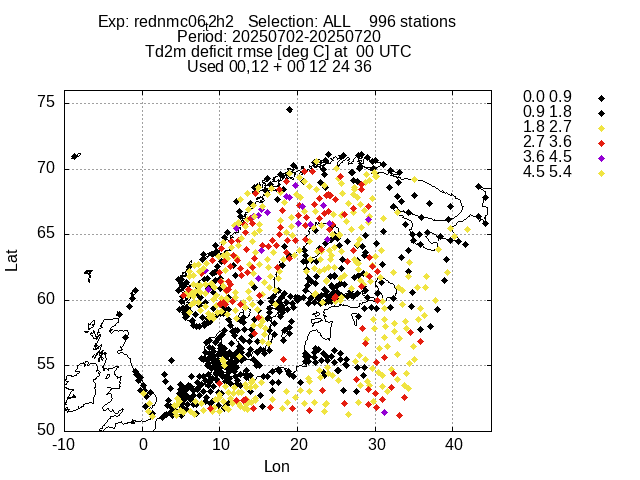 Exp: rednmc06i2h2 Selection: ALL 996 stations
Period: 20250702-20250720
Td2m deficit rmse [deg C] at 00 UTC
Used 00,12 + 00 12 24 36
0.0 0.9
0.9 1.8
1.8 2.7
2.7 3.6
3.6 4.5
4.5 5.4
75
70
65
60
55
50
Lat
-10 0 10 20 30 40
Lon